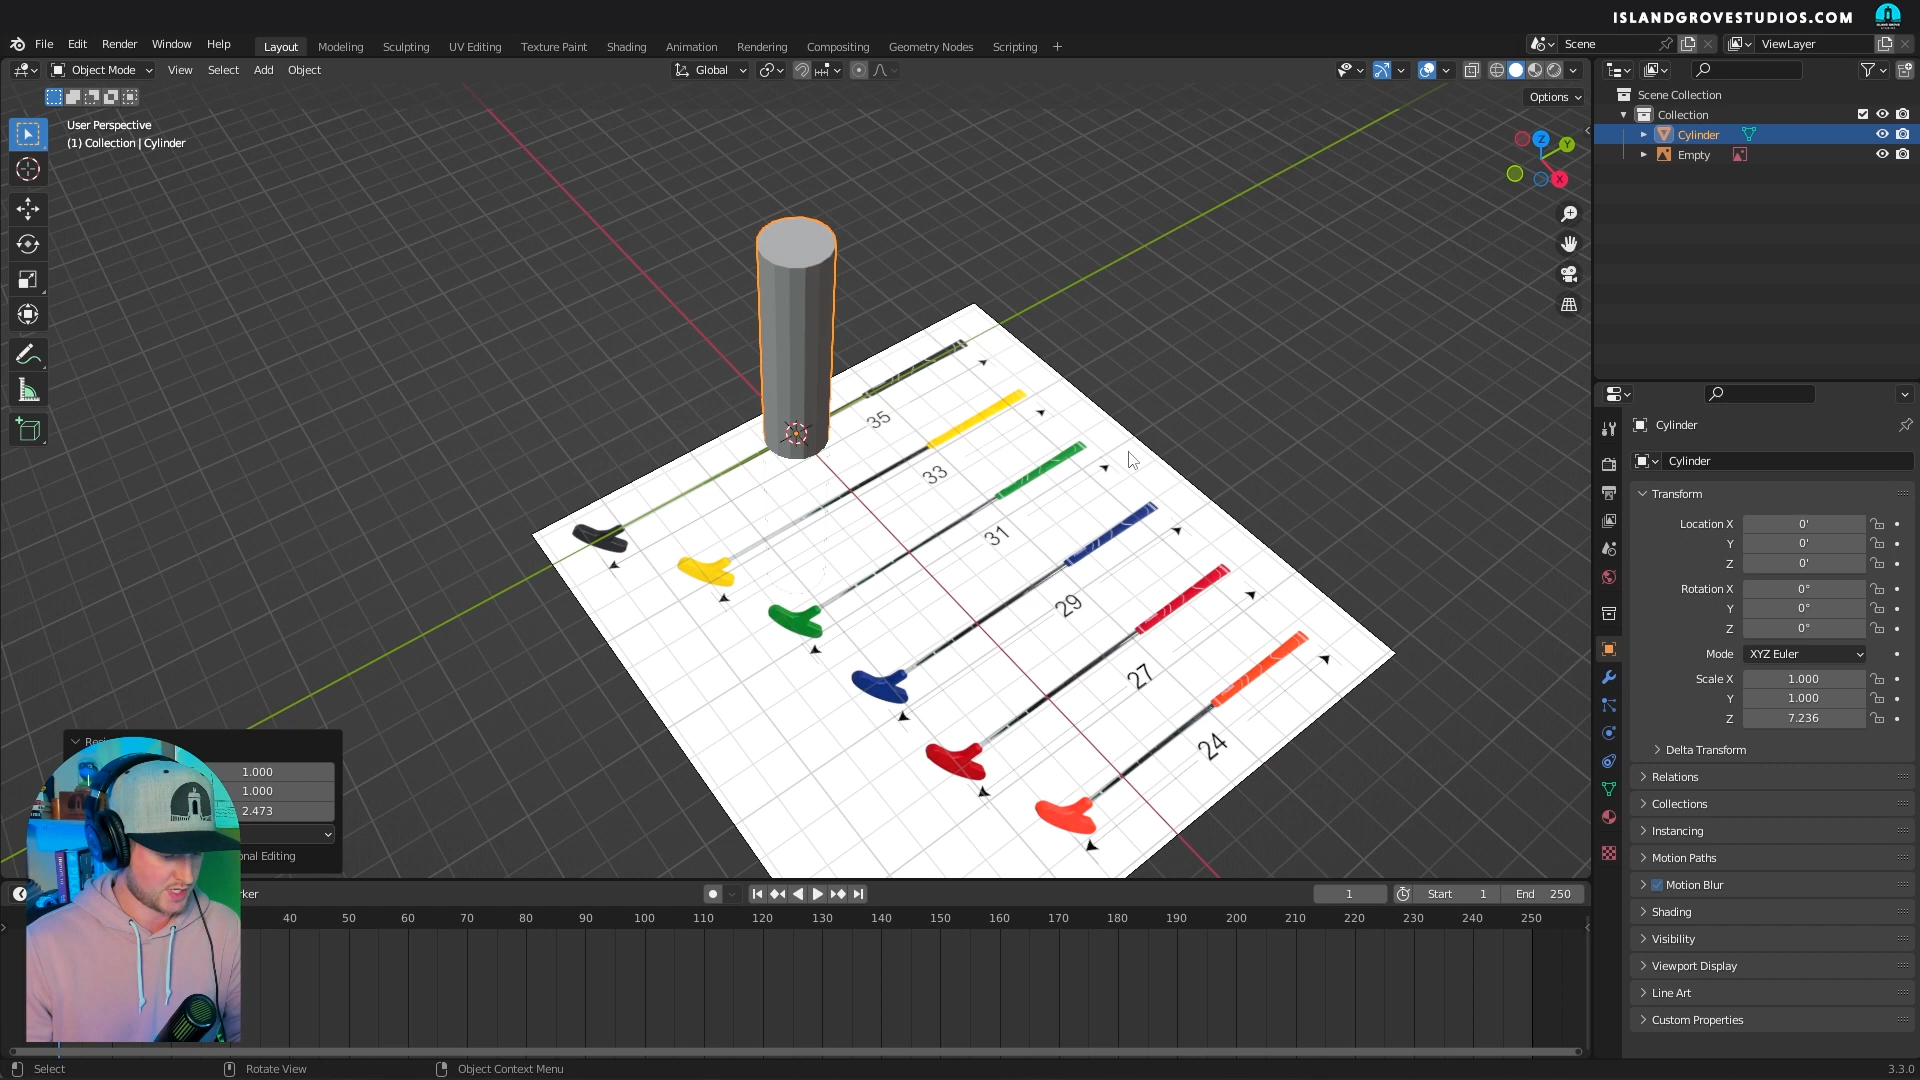 ISLANDGROVESTUDIOS.COM
File Edit Render Window Help Layout Modeling Sculpting UV Editing Texture Paint Shading Animation Rendering Compositing Geometry Nodes Scripting + Scene ViewLayer
Object Mode View Select Add Object Global
Options
User Perspective
(1) Collection | Cylinder
Z
Y
X
Scene Collection
Collection
Cylinder
Empty
35
33
31
29
27
24
Cylinder
Cylinder
Transform
Location X 0'
Y 0'
Z 0'
Rotation X 0°
Y 0°
Z 0°
Mode XYZ Euler
Scale X 1.000
Y 1.000
Z 7.236
Delta Transform
Relations
Collections
Instancing
Motion Paths
Motion Blur
Shading
Visibility
Viewport Display
Line Art
Custom Properties
1.000
1.000
2.473
1 Start 1 End 250
40 50 60 70 80 90 100 110 120 130 140 150 160 170 180 190 200 210 220 230 240 250
Select Rotate View Object Context Menu 3.3.0